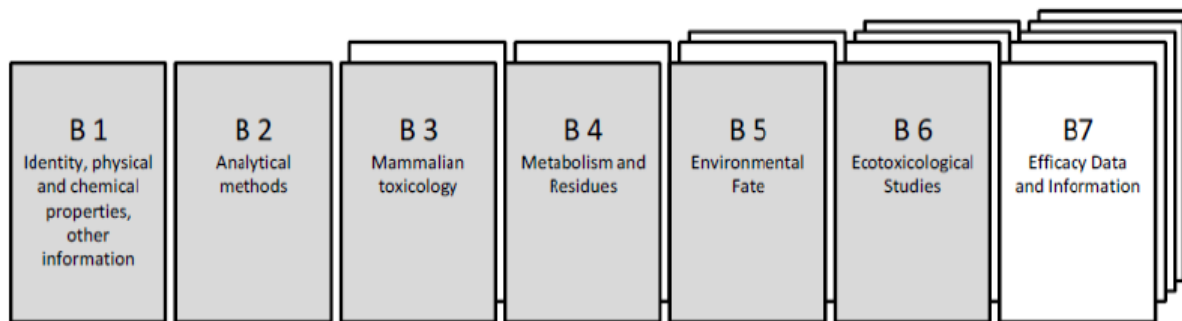 B 1
Identity, physical
and chemical
properties,
other
information
B 2
Analytical
methods
B 3
Mammalian
toxicology
B 4
Metabolism and
Residues
B 5
Environmental
Fate
B 6
Ecotoxicological
Studies
B7
Efficacy Data
and Information